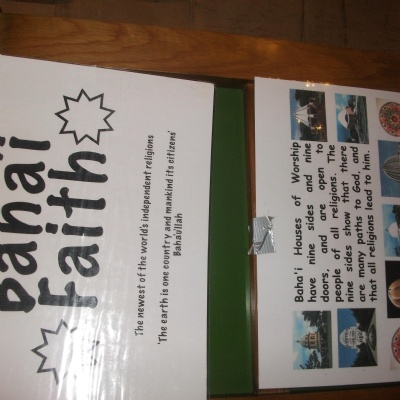 Baha'i
Faith
The newest of the world's independent religions
'The earth is one country and mankind its citizens'
Baha'u'llah
Baha'i Houses of Worship
have nine sides and nine
doors, and are open to
people of all religions. The
nine sides show that there
are many paths to God, and
that all religions lead to him.